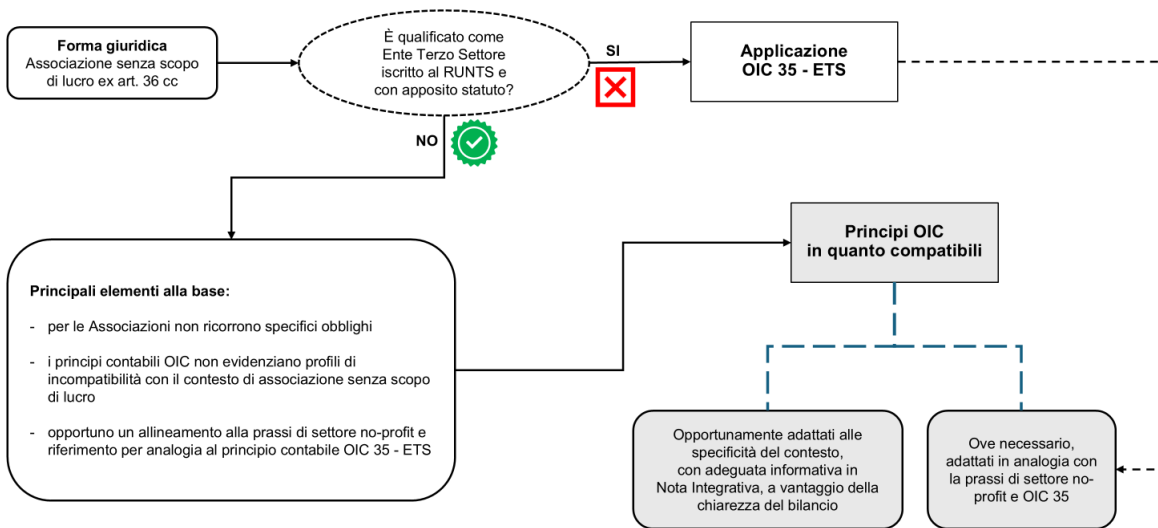 Forma giuridica
Associazione senza scopo
di lucro ex art. 36 cc
È qualificato come
Ente Terzo Settore
iscritto al RUNTS e
con apposito statuto?
SI
Applicazione
OIC 35 - ETS
NO
Principali elementi alla base:
- per le Associazioni non ricorrono specifici obblighi
- i principi contabili OIC non evidenziano profili di
incompatibilità con il contesto di associazione senza scopo
di lucro
- opportuno un allineamento alla prassi di settore no-profit e
riferimento per analogia al principio contabile OIC 35 - ETS
Principi OIC
in quanto compatibili
Opportunamente adattati alle
specificità del contesto,
con adeguata informativa in
Nota Integrativa, a vantaggio della
chiarezza del bilancio
Ove necessario,
adattati in analogia con
la prassi di settore no-
profit e OIC 35